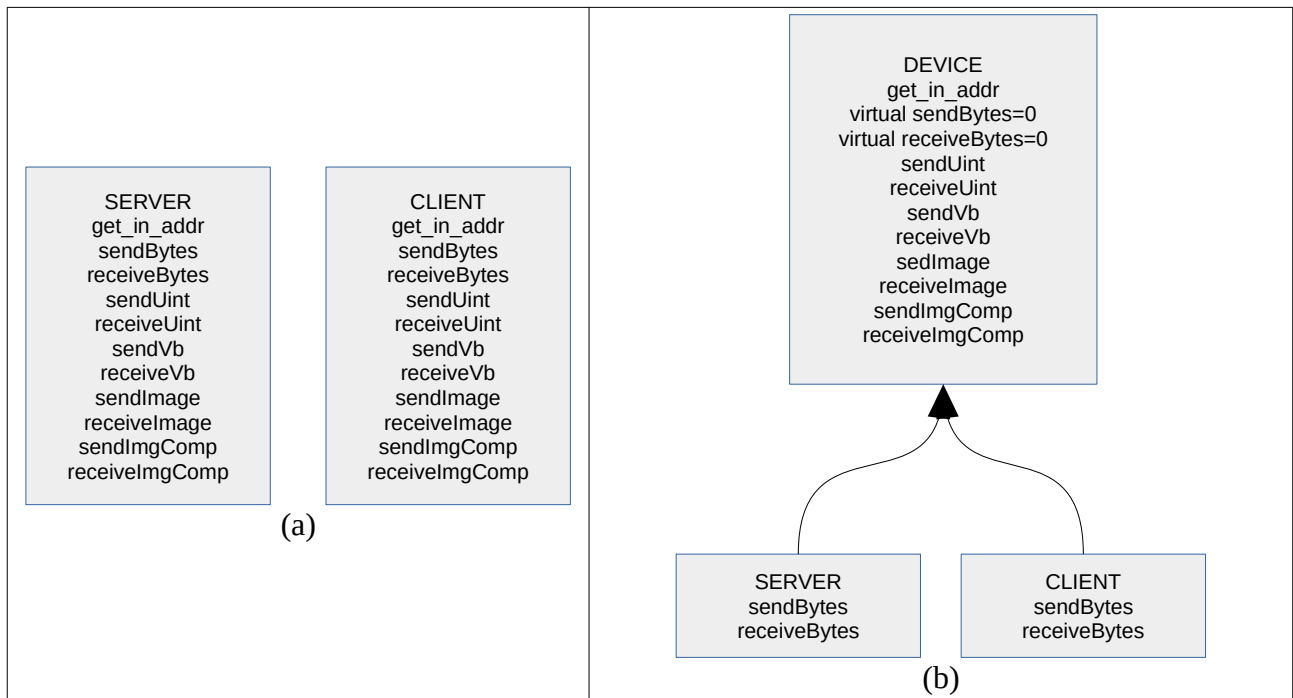 SERVER
get_in_addr
sendBytes
receiveBytes
sendUint
receiveUint
sendVb
receiveVb
sendImage
receiveImage
sendImgComp
receiveImgComp
CLIENT
get_in_addr
sendBytes
receiveBytes
sendUint
receiveUint
sendVb
receiveVb
sendImage
receiveImage
sendImgComp
receiveImgComp
(a)
DEVICE
get_in_addr
virtual sendBytes=0
virtual receiveBytes=0
sendUint
receiveUint
sendVb
receiveVb
sedImage
receiveImage
sendImgComp
receiveImgComp
SERVER
sendBytes
receiveBytes
CLIENT
sendBytes
receiveBytes
(b)